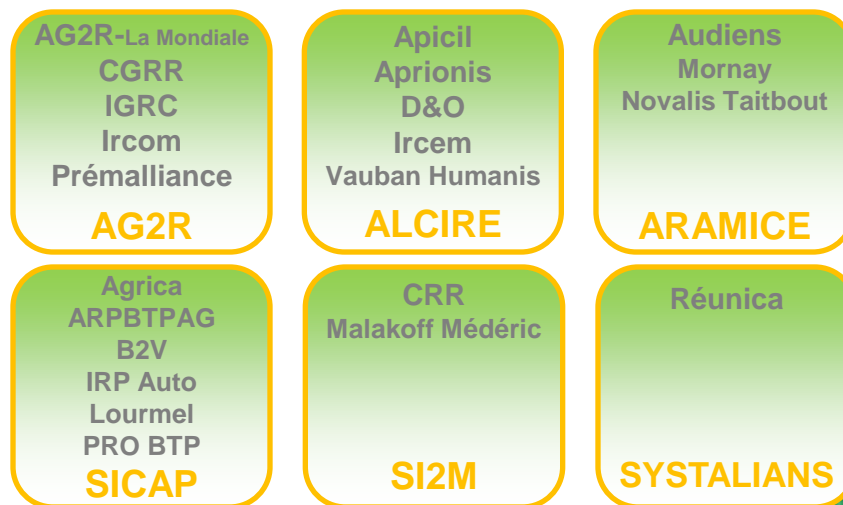 AG2R-La Mondiale
CGRR
IGRC
Ircom
Prémalliance
AG2R
Apicil
Aprionis
D&O
Ircem
Vauban Humanis
ALCIRE
Audiens
Mornay
Novalis Taitbout
ARAMICE
Agrica
ARPBTPAG
B2V
IRP Auto
Lourmel
PRO BTP
SICAP
CRR
Malakoff Médéric
SI2M
Réunica
SYSTALIANS